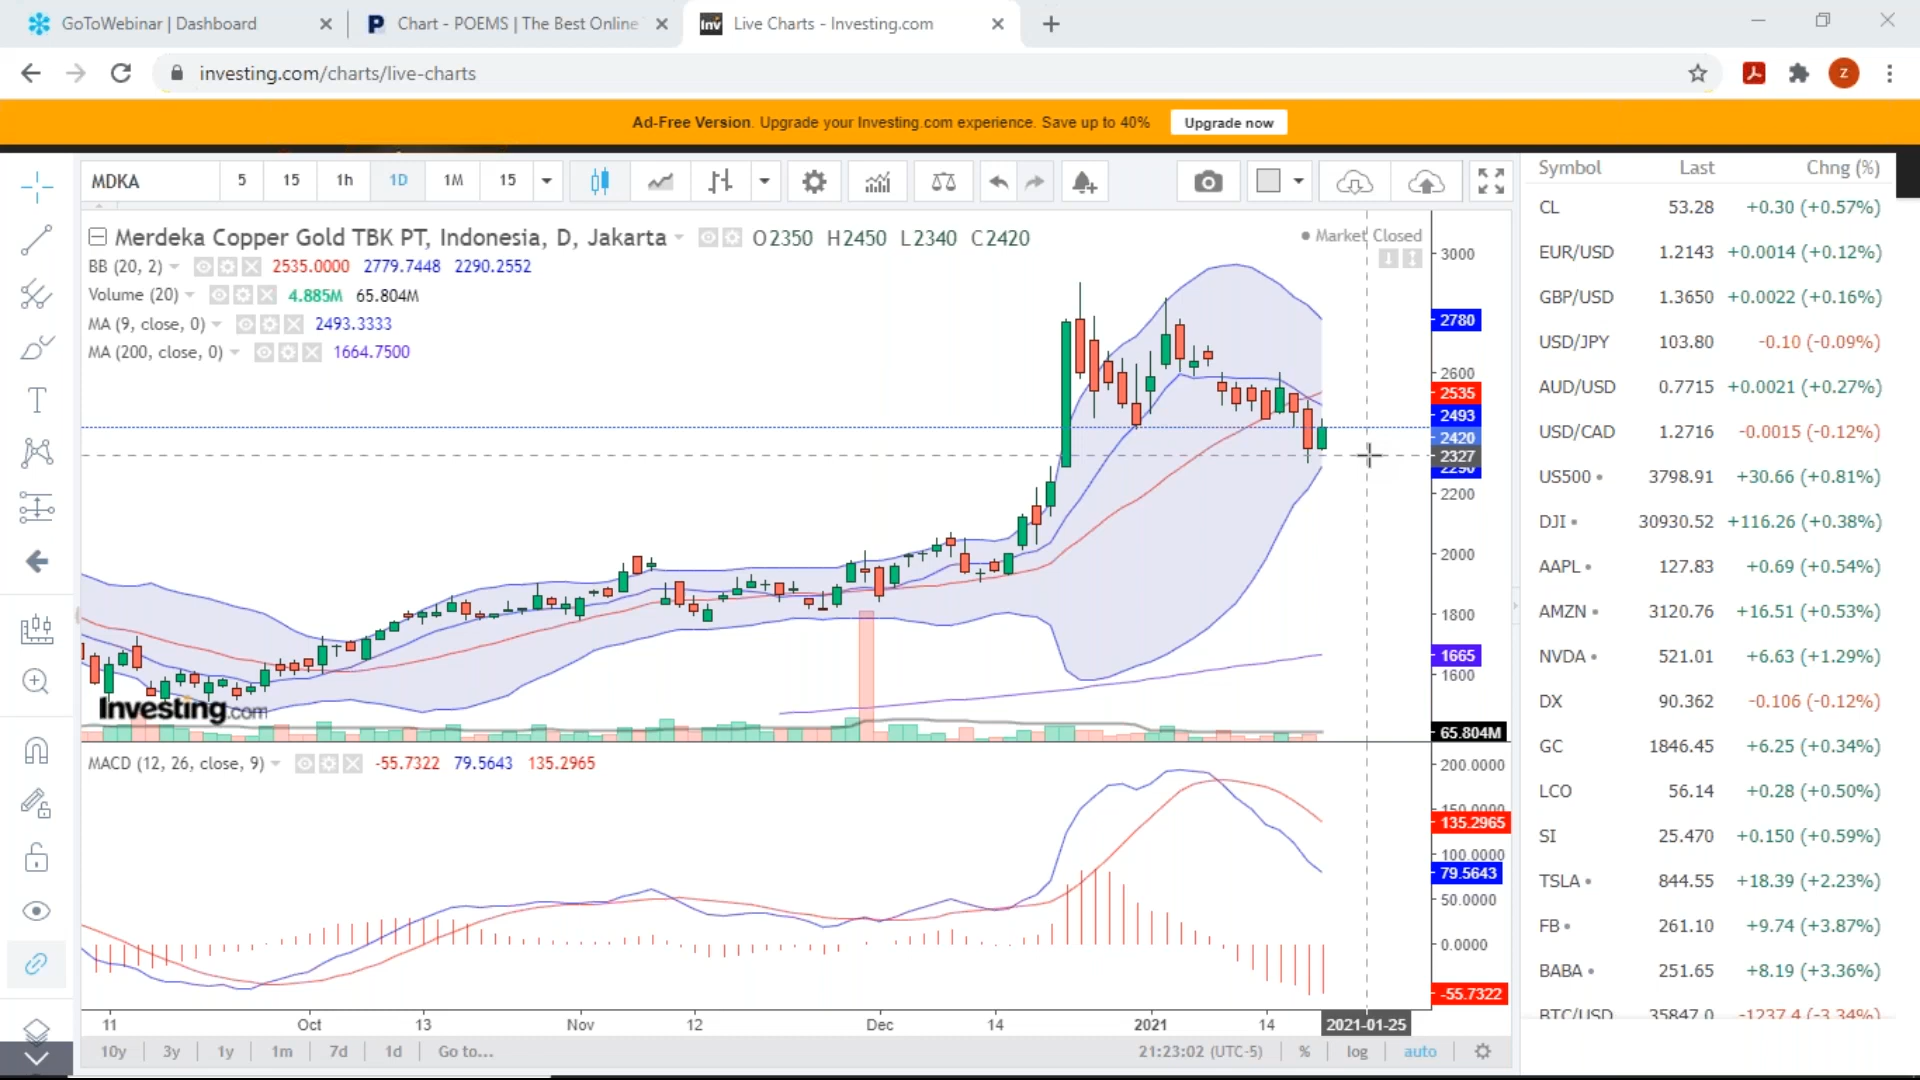 GoToWebinar | Dashboard
Chart - POEMS | The Best Online
Inv
Live Charts - Investing.com
investing.com/charts/live-charts
Z
Ad-Free Version. Upgrade your Investing.com experience. Save up to 40%
Upgrade now
MDKA 5 15 1h 1D 1M 15
Symbol Last Chng (%)
Merdeka Copper Gold TBK PT, Indonesia, D, Jakarta O2350 H2450 L2340 C2420
Market Closed
BB (20, 2) 2535.0000 2779.7448 2290.2552
Volume (20) 4.885M 65.804M
MA (9, close, 0) 2493.3333
MA (200, close, 0) 1664.7500
3000
2780
2600
2535
2493
2420
2327
2290
2200
2000
1800
1665
1600
65.804M
Investing.com
MACD (12, 26, close, 9) -55.7322 79.5643 135.2965
200.0000
150.0000
135.2965
100.0000
79.5643
50.0000
0.0000
-55.7322
11 Oct 13 Nov 12 Dec 14 2021 14 2021-01-25
10y 3y 1y 1m 7d 1d Go to...
21:23:02 (UTC-5) % log auto
CL 53.28 +0.30 (+0.57%)
EUR/USD 1.2143 +0.0014 (+0.12%)
GBP/USD 1.3650 +0.0022 (+0.16%)
USD/JPY 103.80 -0.10 (-0.09%)
AUD/USD 0.7715 +0.0021 (+0.27%)
USD/CAD 1.2716 -0.0015 (-0.12%)
US500 3798.91 +30.66 (+0.81%)
DJI 30930.52 +116.26 (+0.38%)
AAPL 127.83 +0.69 (+0.54%)
AMZN 3120.76 +16.51 (+0.53%)
NVDA 521.01 +6.63 (+1.29%)
DX 90.362 -0.106 (-0.12%)
GC 1846.45 +6.25 (+0.34%)
LCO 56.14 +0.28 (+0.50%)
SI 25.470 +0.150 (+0.59%)
TSLA 844.55 +18.39 (+2.23%)
FB 261.10 +9.74 (+3.87%)
BABA 251.65 +8.19 (+3.36%)
BTC/USD 35847.0 -1237.4 (-3.34%)